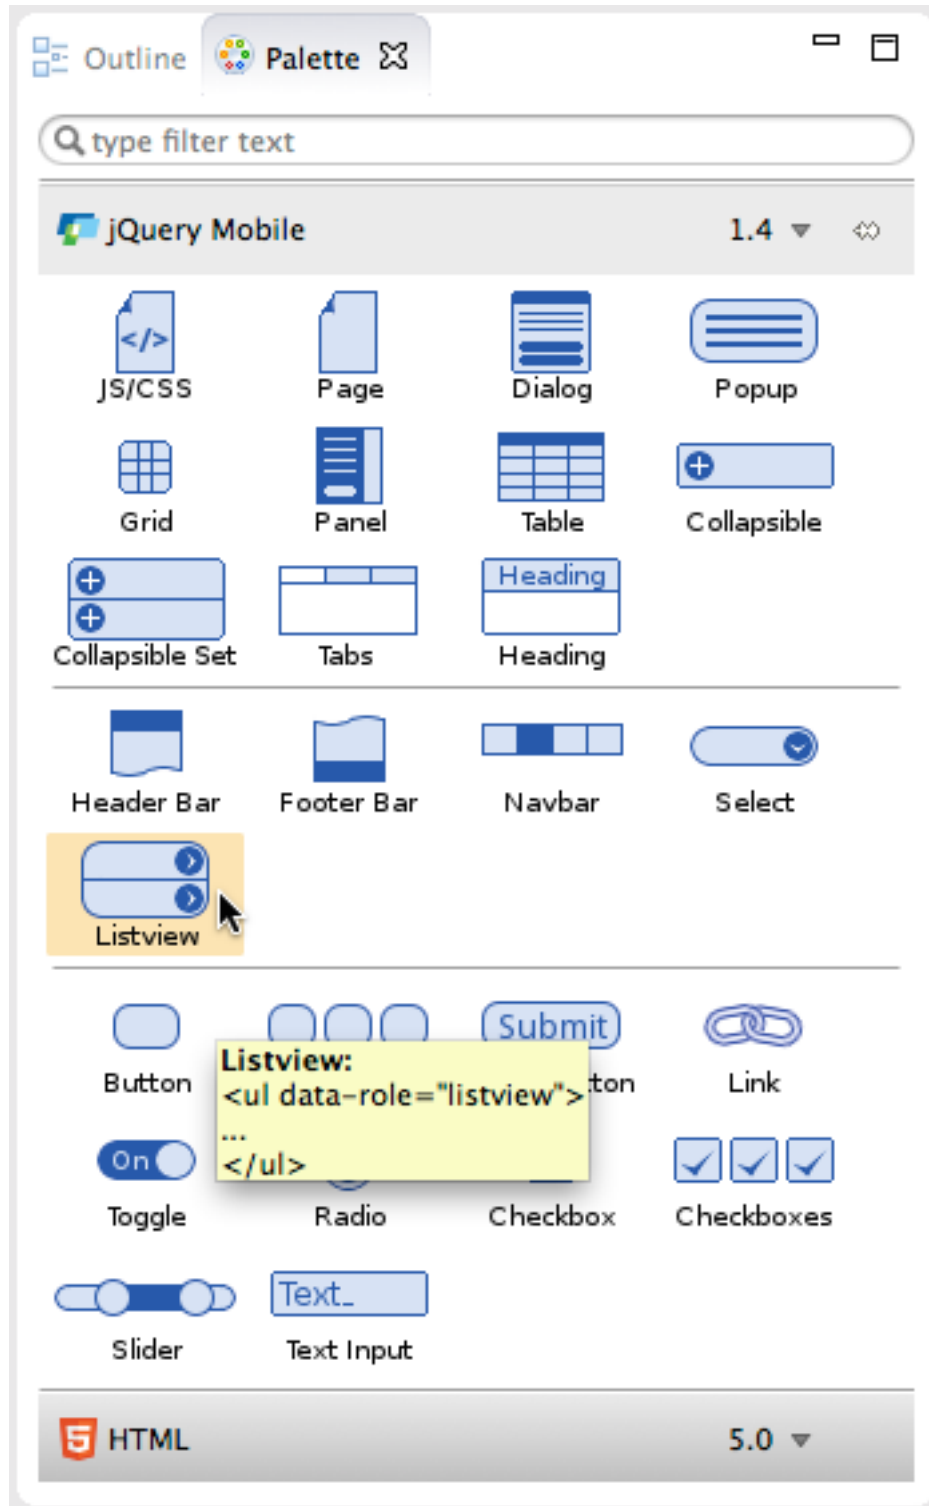 Outline Palette
type filter text
jQuery Mobile 1.4
</>
JS/CSS Page Dialog Popup
Grid Panel Table Collapsible
Heading
Collapsible Set Tabs Heading
Header Bar Footer Bar Navbar Select
Listview
Submit
Button ton Link
Listview:
<ul data-role="listview">
...
</ul>
On
Toggle Radio Checkbox Checkboxes
Text_
Slider Text Input
5 HTML 5.0